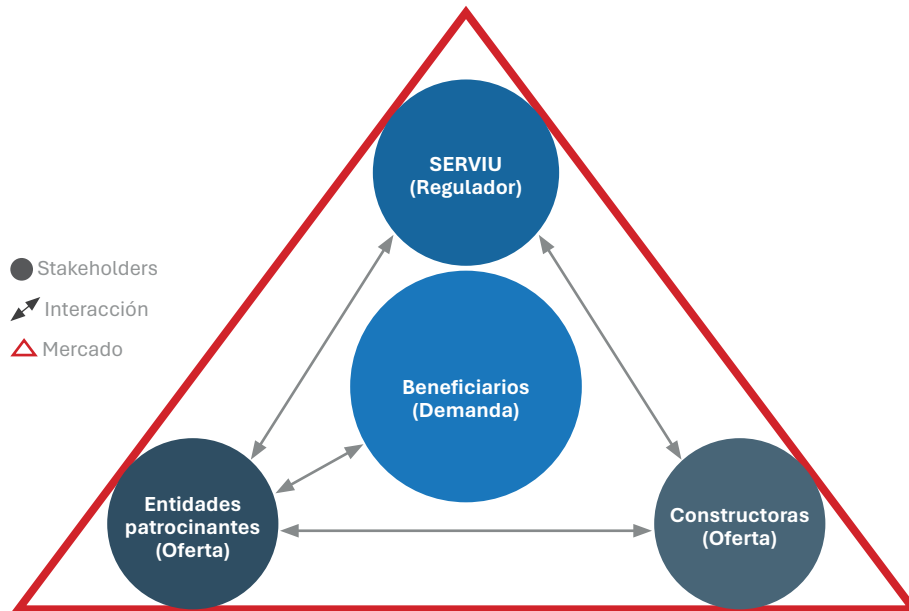 SERVIU
(Regulador)
Stakeholders
Interacción
Mercado
Beneficiarios
(Demanda)
Entidades
patrocinantes
(Oferta)
Constructoras
(Oferta)